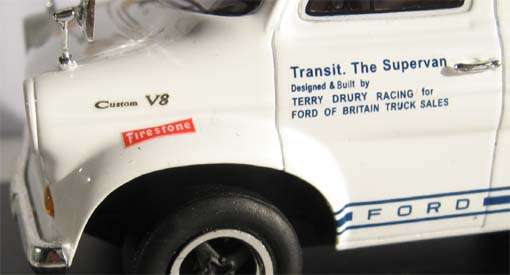 Transit. The Supervan
Designed & Built by
TERRY DRURY RACING for
FORD OF BRITAIN TRUCK SALES
Custom V8
Firestone
FORD